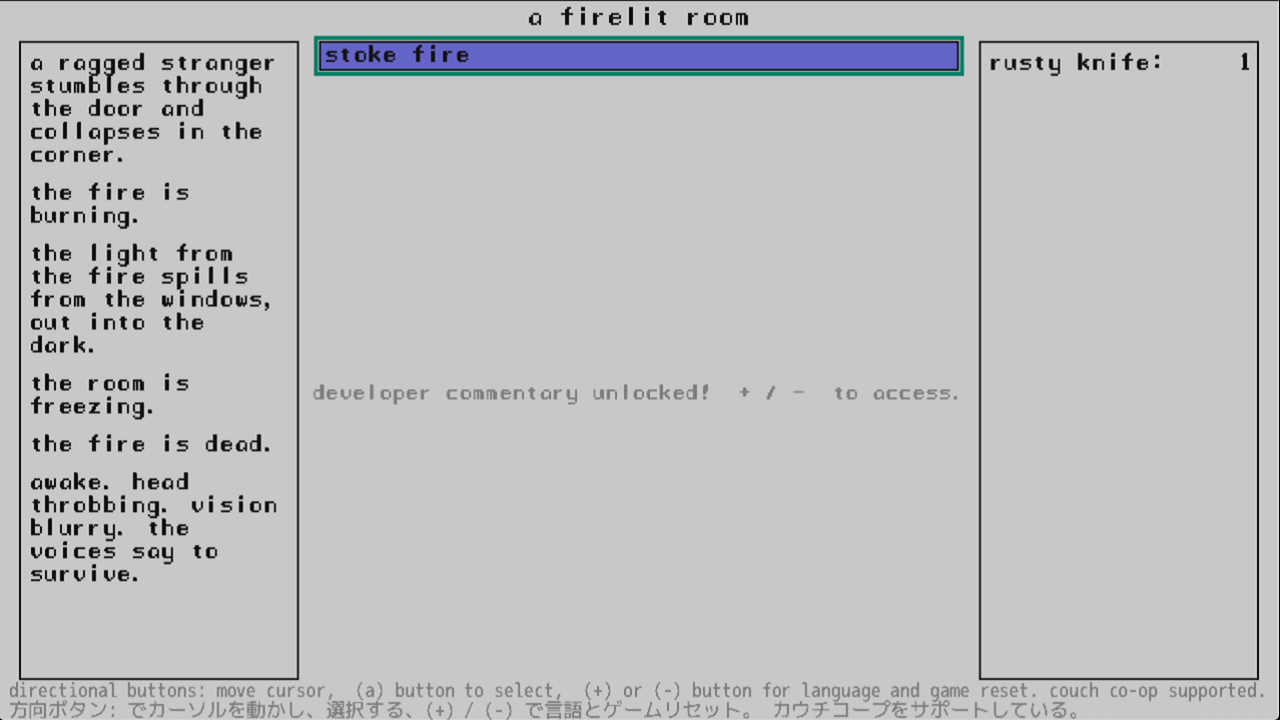 a firelit room
a ragged stranger
stumbles through
the door and
collapses in the
corner.
the fire is
burning.
the light from
the fire spills
from the windows,
out into the
dark.
the room is
freezing.
the fire is dead.
awake. head
throbbing. vision
blurry. the
voices say to
survive.
stoke fire
developer commentary unlocked! + / - to access.
rusty knife: 1
directional buttons: move cursor, (a) button to select, (+) or (-) button for language and game reset. couch co-op supported.
方向ボタン: でカーソルを動かし、選択する、(+) / (-) で言語とゲームリセット。 カウチコープをサポートしている。